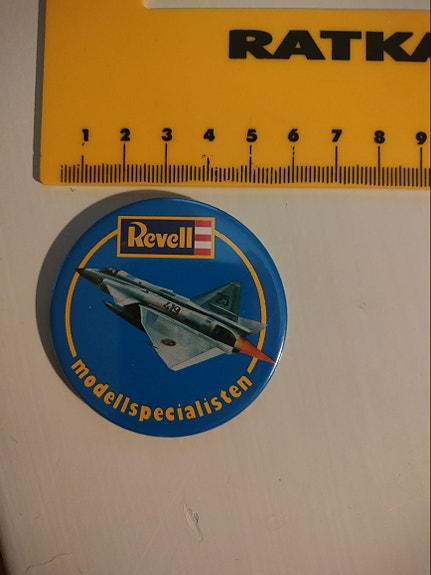 RATKA
1 2 3 4 5 6 7 8 9
Revell
modellspecialisten